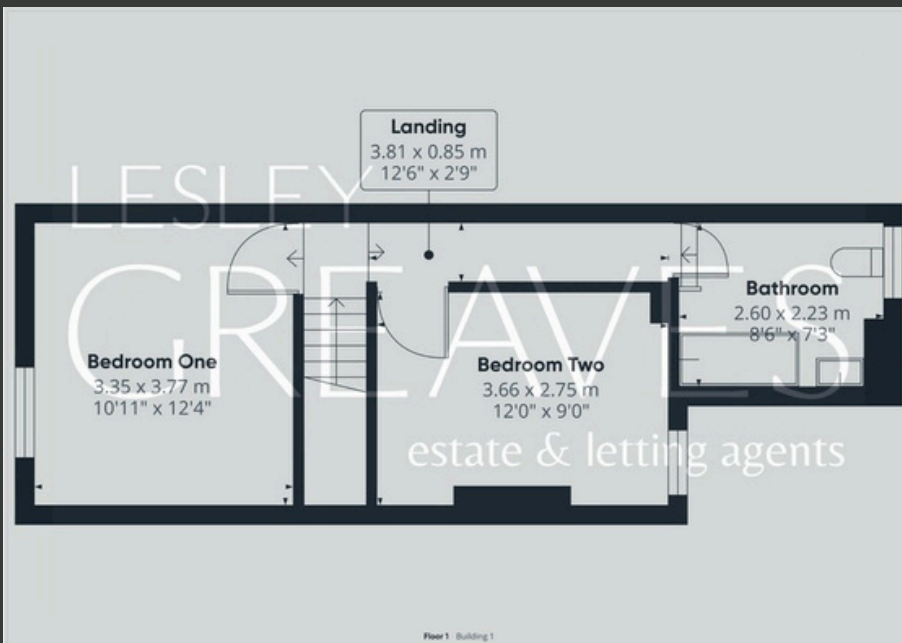 Landing
3.81 x 0.85 m
12'6" x 2'9"
LESLEY
GREAVES
Bathroom
2.60 x 2.23 m
8'6" x 7'3"
Bedroom One
3.35 x 3.77 m
10'11" x 12'4"
Bedroom Two
3.66 x 2.75 m
12'0" x 9'0"
estate & letting agents
Floor 1 Building 1